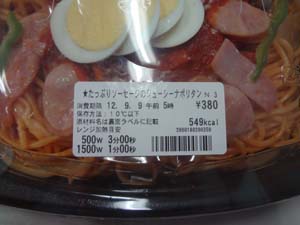 ★たっぷりソーセージのジューシーナポリタン N 3
消費期限 12. 9. 9 午前 5時
¥380
保存方法：10℃以下
原材料名は裏面ラベルに記載
549kcal
レンジ加熱目安
500W 3分00秒
1500W 1分00秒